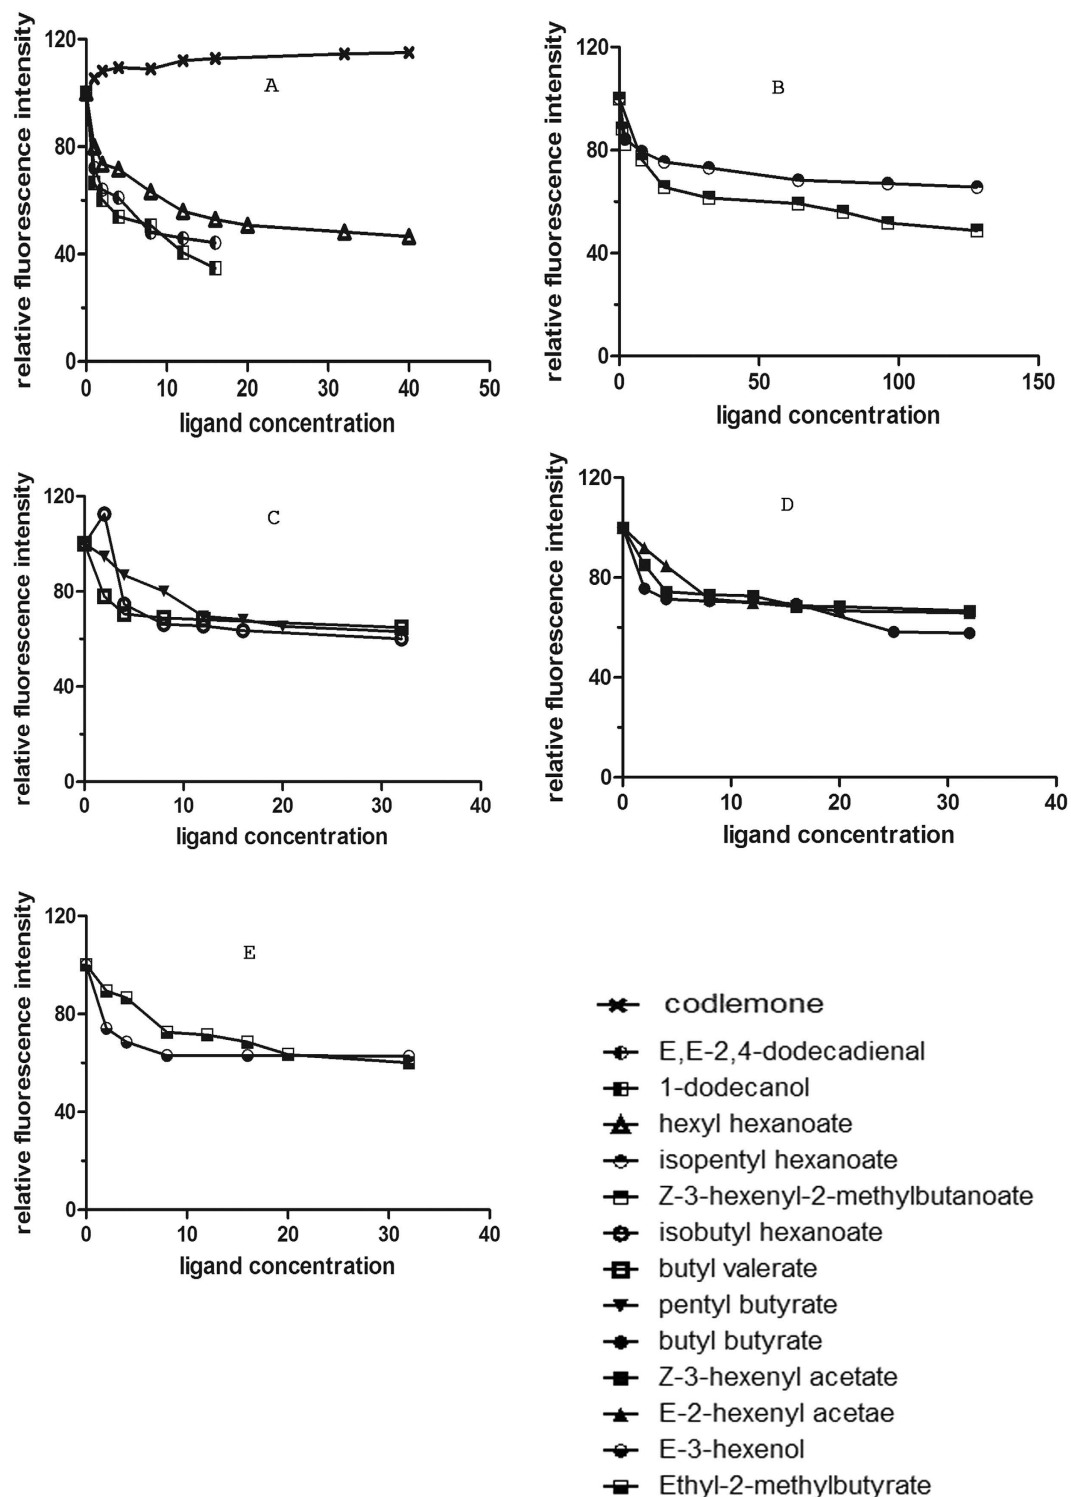 relative fluorescence intensity
120
80
40
0
A
0 10 20 30 40 50
ligand concentration
relative fluorescence intensity
120
80
40
0
B
0 50 100 150
ligand concentration
relative fluorescence intensity
120
80
40
0
C
0 10 20 30 40
ligand concentration
relative fluorescence intensity
120
80
40
0
D
0 10 20 30 40
ligand concentration
relative fluorescence intensity
120
80
40
0
E
0 10 20 30 40
ligand concentration
codlemone
E,E-2,4-dodecadienal
1-dodecanol
hexyl hexanoate
isopentyl hexanoate
Z-3-hexenyl-2-methylbutanoate
isobutyl hexanoate
butyl valerate
pentyl butyrate
butyl butyrate
Z-3-hexenyl acetate
E-2-hexenyl acetae
E-3-hexenol
Ethyl-2-methylbutyrate